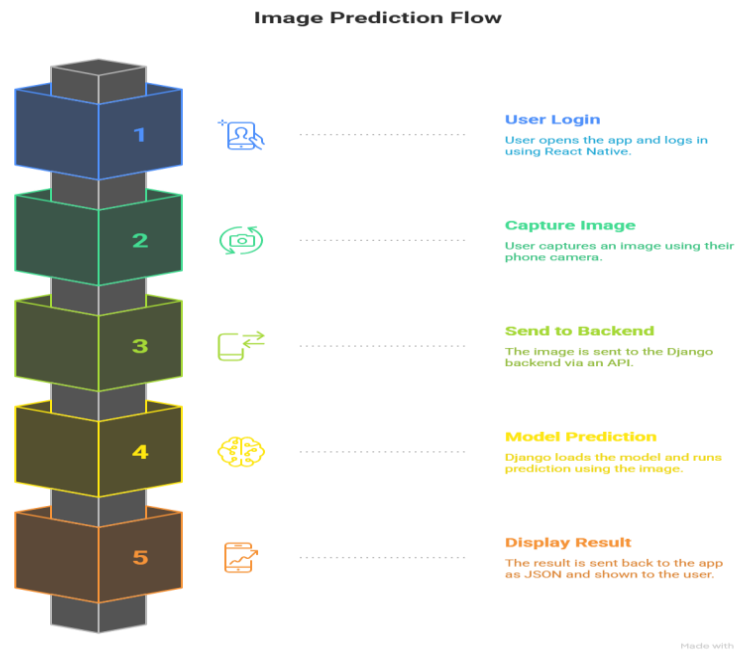 Image Prediction Flow
1
User Login
User opens the app and logs in
using React Native.
2
Capture Image
User captures an image using their
phone camera.
3
Send to Backend
The image is sent to the Django
backend via an API.
4
Model Prediction
Django loads the model and runs
prediction using the image.
5
Display Result
The result is sent back to the app
as JSON and shown to the user.
Made with